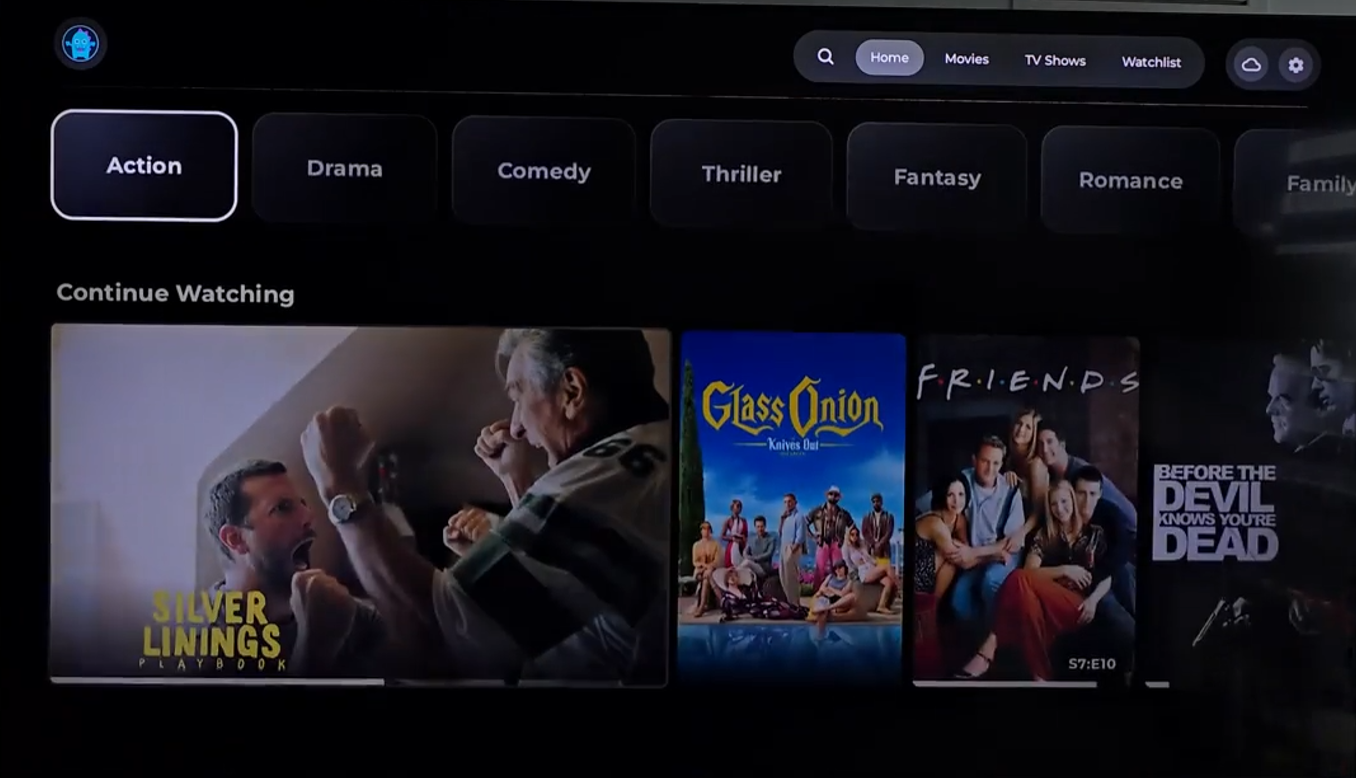 Home Movies TV Shows Watchlist
Action Drama Comedy Thriller Fantasy Romance Family
Continue Watching
SILVER
LININGS
PLAYBOOK
86
Glass Onion
Knives Out
F·R·I·E·N·D·S
S7:E10
BEFORE THE
DEVIL
KNOWS YOU'RE
DEAD